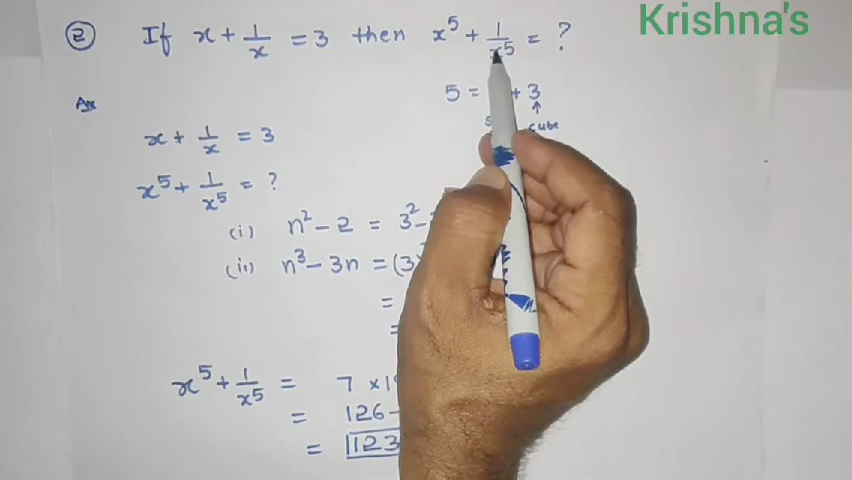 Krishna's
② If x + 1/x = 3 then x⁵ + 1/x⁵ = ?
Ans
5 = + 3
cube
x + 1/x = 3
x⁵ + 1/x⁵ = ?
(i) n² - 2 = 3² -
(ii) n³ - 3n = (3)
=
=
x⁵ + 1/x⁵ = 7 × 1
= 126 -
= 123